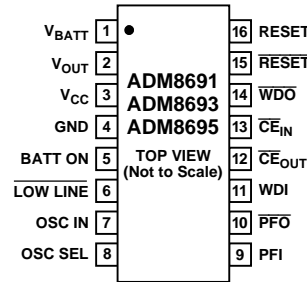 VBATT 1
VOUT 2
VCC 3
GND 4
BATT ON 5
LOW LINE 6
OSC IN 7
OSC SEL 8
ADM8691
ADM8693
ADM8695
TOP VIEW
(Not to Scale)
16 RESET
15 RESET
14 WDO
13 CEIN
12 CEOUT
11 WDI
10 PFO
9 PFI